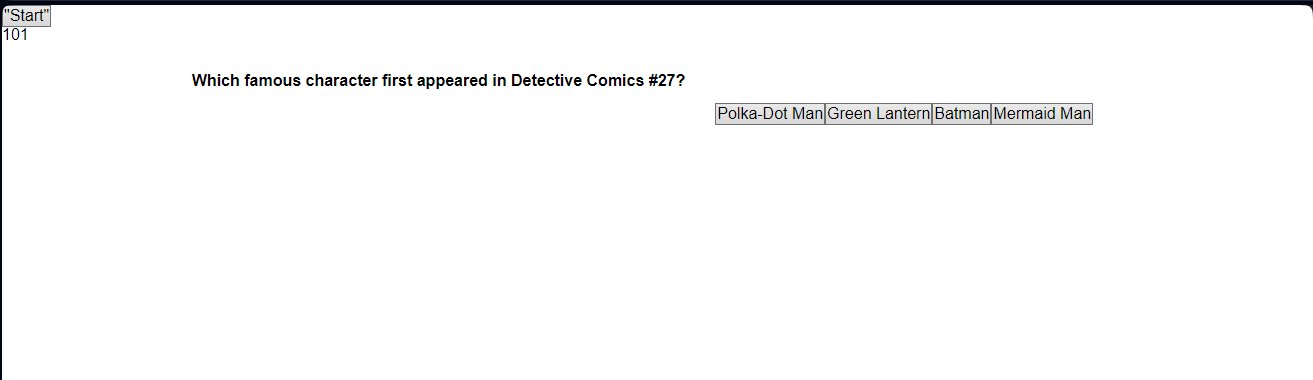 "Start"
101
Which famous character first appeared in Detective Comics #27?
Polka-Dot Man Green Lantern Batman Mermaid Man